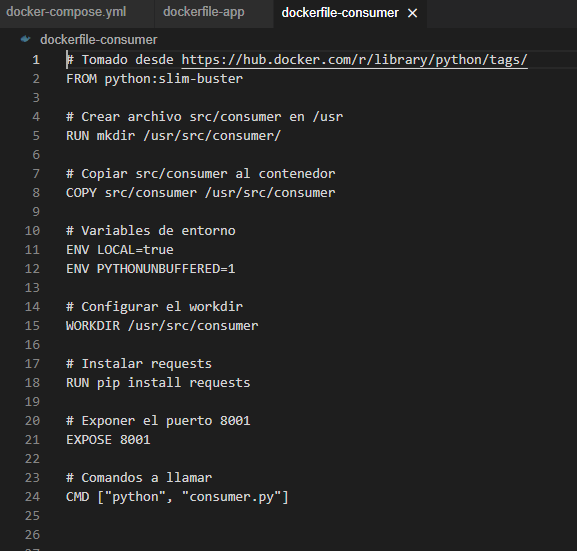 docker-compose.yml dockerfile-app dockerfile-consumer
dockerfile-consumer
1 # Tomado desde https://hub.docker.com/r/library/python/tags/
2 FROM python:slim-buster
3
4 # Crear archivo src/consumer en /usr
5 RUN mkdir /usr/src/consumer/
6
7 # Copiar src/consumer al contenedor
8 COPY src/consumer /usr/src/consumer
9
10 # Variables de entorno
11 ENV LOCAL=true
12 ENV PYTHONUNBUFFERED=1
13
14 # Configurar el workdir
15 WORKDIR /usr/src/consumer
16
17 # Instalar requests
18 RUN pip install requests
19
20 # Exponer el puerto 8001
21 EXPOSE 8001
22
23 # Comandos a llamar
24 CMD ["python", "consumer.py"]
25
26
27